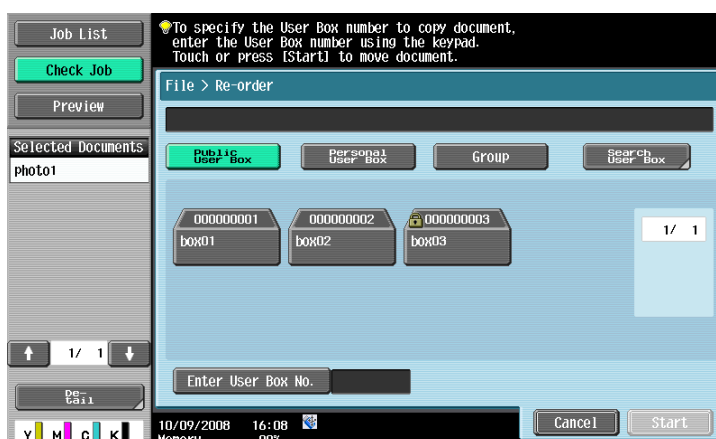 Job List
Check Job
Preview
Selected Documents
photo1
1/ 1
De-
tail
Y M C K
To specify the User Box number to copy document,
enter the User Box number using the keypad.
Touch or press [Start] to move document.
File > Re-order
Public
User Box
Personal
User Box
Group
Search
User Box
000000001
box01
000000002
box02
000000003
box03
1/ 1
Enter User Box No.
10/09/2008 16:08
Memory 99%
Cancel
Start